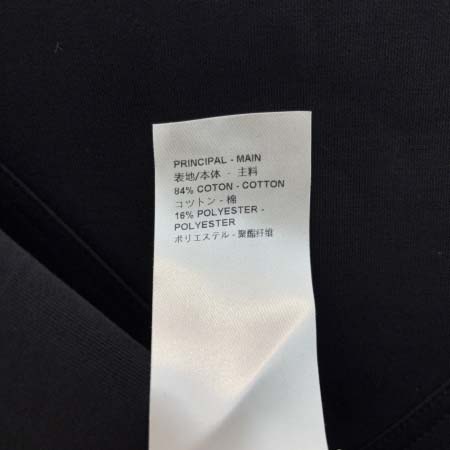 PRINCIPAL - MAIN
表地/本体 - 主料
84% COTON - COTTON
コットン - 棉
16% POLYESTER -
POLYESTER
ポリエステル - 聚酯纤维